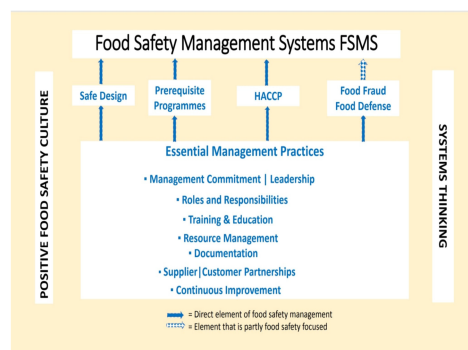 Food Safety Management Systems FSMS
POSITIVE FOOD SAFETY CULTURE
Safe Design
Prerequisite
Programmes
HACCP
Food Fraud
Food Defense
SYSTEMS THINKING
Essential Management Practices
• Management Commitment | Leadership
• Roles and Responsibilities
• Training & Education
• Resource Management
• Documentation
• Supplier|Customer Partnerships
• Continuous Improvement
= Direct element of food safety management
= Element that is partly food safety focused